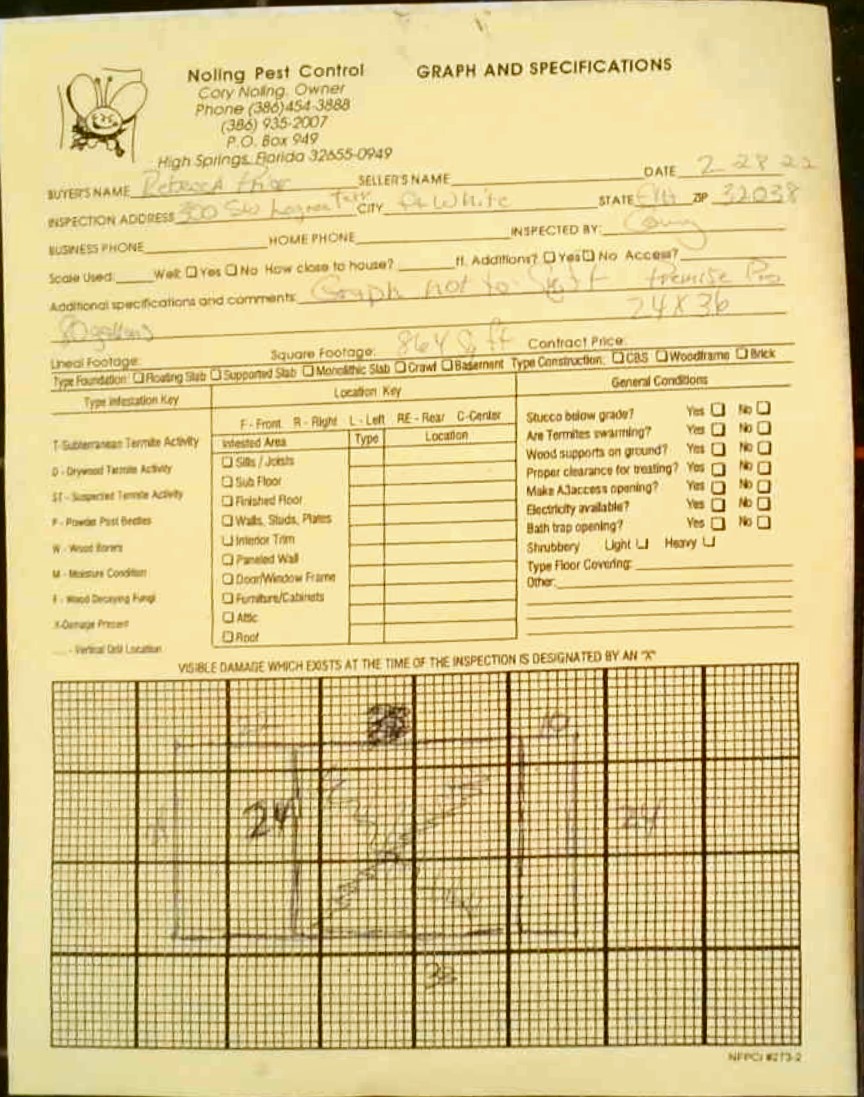 Noling Pest Control
GRAPH AND SPECIFICATIONS
Cory Noling, Owner
Phone (386)454-3888
(386) 935-2007
P.O. Box 949
High Springs, Florida 32655-0949
BUYER'S NAME Rebecca SELLER'S NAME DATE 2 28 22
INSPECTION ADDRESS 300 SW Terr CITY Ft White STATE Fla ZIP 32038
BUSINESS PHONE HOME PHONE INSPECTED BY:
Scale Used: Well: ☐ Yes ☐ No How close to house? ft. Additions? ☐ Yes ☐ No Access?
Additional specifications and comments: Graph not to Pro
24 X 36
80 gallons
Lineal Footage: Square Footage: 864 Sq ft Contract Price:
Type Foundation: ☐ Floating Slab ☐ Supported Slab ☐ Monolithic Slab ☐ Crawl ☐ Basement Type Construction: ☐ CBS ☐ Woodframe ☐ Brick
Type Infestation Key
T-Subterranean Termite Activity
D - Drywood Termite Activity
ST - Suspected Termite Activity
P - Powder Post Beetles
W - Wood Borers
M - Moisture Condition
F - Wood Decaying Fungi
X-Damage Present
- Vertical Drill Location
Location Key
F - Front R - Right L - Left RE - Rear C-Center
Infested Area Type Location
☐ Sills / Joists
☐ Sub Floor
☐ Finished Floor
☐ Walls, Studs, Plates
☐ Interior Trim
☐ Paneled Wall
☐ Door/Window Frame
☐ Furniture/Cabinets
☐ Attic
☐ Roof
General Conditions
Stucco below grade? Yes ☐ No ☐
Are Termites swarming? Yes ☐ No ☐
Wood supports on ground? Yes ☐ No ☐
Proper clearance for treating? Yes ☐ No ☐
Make A3access opening? Yes ☐ No ☐
Electricity available? Yes ☐ No ☐
Bath trap opening? Yes ☐ No ☐
Shrubbery Light ☐ Heavy ☐
Type Floor Covering:
Other:
VISIBLE DAMAGE WHICH EXISTS AT THE TIME OF THE INSPECTION IS DESIGNATED BY AN "X"
10
24
24
NFPCI #273-2